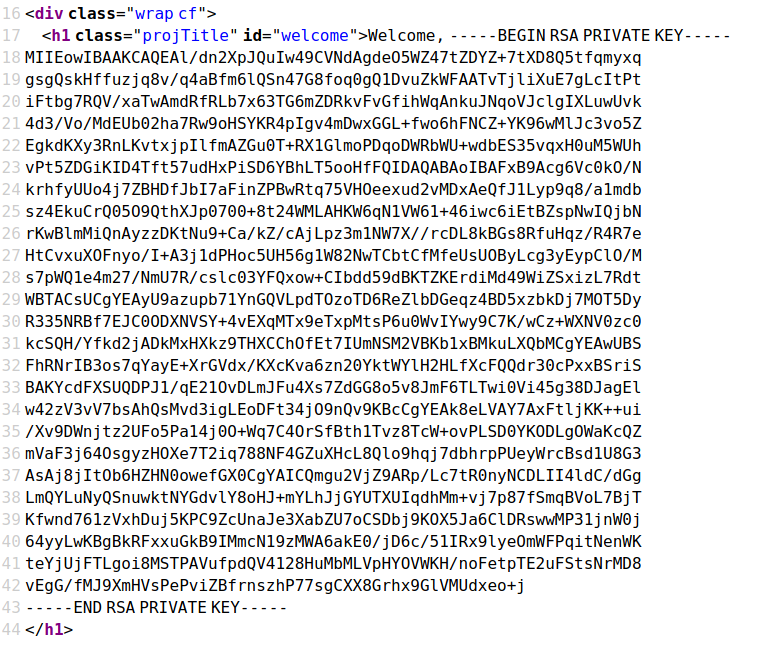 16 <div class="wrap cf">
17 <h1 class="projTitle" id="welcome">Welcome, -----BEGIN RSA PRIVATE KEY-----
18 MIIEowIBAAKCAQEAl/dn2XpJQuIw49CVNdAgdeO5WZ47tZDYZ+7tXD8Q5tfqmyxq
19 gsgQskHffuzjq8v/q4aBfm6lQSn47G8foq0gQ1DvuZkWFAATvTjliXuE7gLcItPt
20 iFtbg7RQV/xaTwAmdRfRLb7x63TG6mZDRkvFvGfihWqAnkuJNqoVJclgIXLuwUvk
21 4d3/Vo/MdEUb02ha7Rw9oHSYKR4pIgv4mDwxGGL+fwo6hFNCZ+YK96wMlJc3vo5Z
22 EgkdKXy3RnLKvtxjpIlfmAZGu0T+RX1GlmoPDqoDWRbWU+wdbES35vqxH0uM5WUh
23 vPt5ZDGiKID4Tft57udHxPiSD6YBhLT5ooHfFQIDAQABAoIBAFxB9Acg6Vc0kO/N
24 krhfyUUo4j7ZBHDfJbI7aFinZPBwRtq75VHOeexud2vMDxAeQfJ1Lyp9q8/a1mdb
25 sz4EkuCrQ05O9QthXJp0700+8t24WMLAHKW6qN1VW61+46iwc6iEtBZspNwIQjbN
26 rKwBlmMiQnAyzzDKtNu9+Ca/kZ/cAjLpz3m1NW7X//rcDL8kBGs8RfuHqz/R4R7e
27 HtCvxuXOFnyo/I+A3j1dPHoc5UH56g1W82NwTCbtCfMfeUsUOByLcg3yEypClO/M
28 s7pWQ1e4m27/NmU7R/cslc03YFQxow+CIbdd59dBKTZKErdiMd49WiZSxizL7Rdt
29 WBTACsUCgYEAyU9azupb71YnGQVLpdTOzoTD6ReZlbDGeqz4BD5xzbkDj7MOT5Dy
30 R335NRBf7EJC0ODXNVSY+4vEXqMTx9eTxpMtsP6u0WvIYwy9C7K/wCz+WXNV0zc0
31 kcSQH/Yfkd2jADkMxHXkz9THXCChOfEt7IUmNSM2VBKb1xBMkuLXQbMCgYEAwUBS
32 FhRNrIB3os7qYayE+XrGVdx/KXcKva6zn20YktWYlH2HLfXcFQQdr30cPxxBSriS
33 BAKYcdFXSUQDPJ1/qE21OvDLmJFu4Xs7ZdGG8o5v8JmF6TLTwi0Vi45g38DJagEl
34 w42zV3vV7bsAhQsMvd3igLEoDFt34jO9nQv9KBcCgYEAk8eLVAY7AxFtljKK++ui
35 /Xv9DWnjtz2UFo5Pa14j0O+Wq7C4OrSfBth1Tvz8TcW+ovPLSD0YKODLgOWaKcQZ
36 mVaF3j64OsgyzHOXe7T2iq788NF4GZuXHcL8Qlo9hqj7dbhrpPUeyWrcBsd1U8G3
37 AsAj8jItOb6HZHN0owefGX0CgYAICQmgu2VjZ9ARp/Lc7tR0nyNCDLII4ldC/dGg
38 LmQYLuNyQSnuwktNYGdvlY8oHJ+mYLhJjGYUTXUIqdhMm+vj7p87fSmqBVoL7BjT
39 Kfwnd761zVxhDuj5KPC9ZcUnaJe3XabZU7oCSDbj9KOX5Ja6ClDRswwMP31jnW0j
40 64yyLwKBgBkRFxxuGkB9IMmcN19zMWA6akE0/jD6c/51IRx9lyeOmWFPqitNenWK
41 teYjUjFTLgoi8MSTPAVufpdQV4128HuMbMLVpHYOVWKH/noFetpTE2uFStsNrMD8
42 vEgG/fMJ9XmHVsPePviZBfrnszhP77sgCXX8Grhx9GlVMUdxeo+j
43 -----END RSA PRIVATE KEY-----
44 </h1>